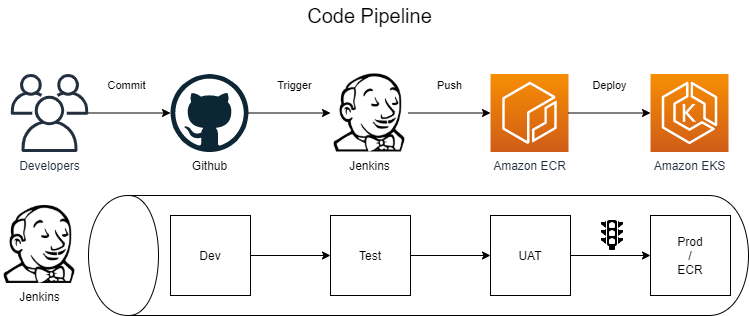 Code Pipeline
Commit
Trigger
Push
Deploy
Developers
Github
Jenkins
Amazon ECR
Amazon EKS
Jenkins
Dev
Test
UAT
Prod
/
ECR